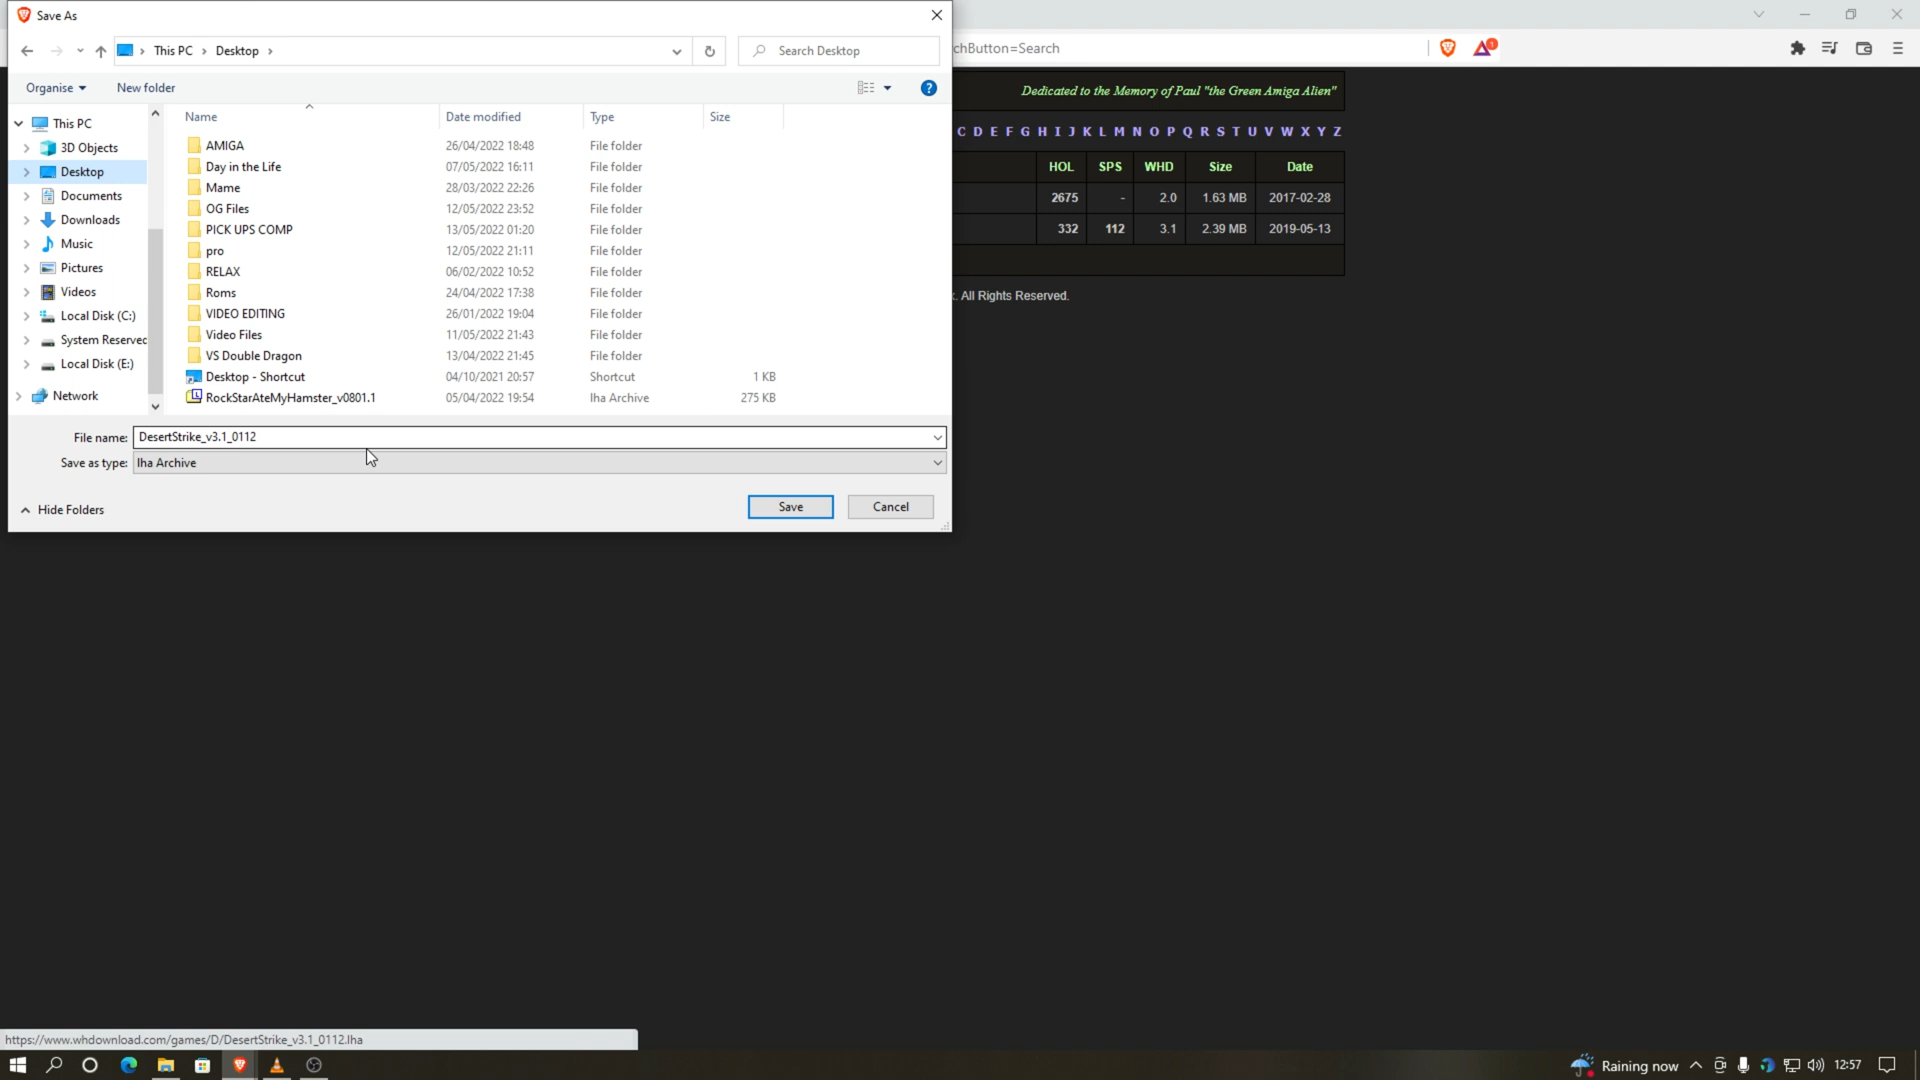 Save As
This PC
Desktop
Search Desktop
chButton=Search
1
Organise
New folder
?
Dedicated to the Memory of Paul "the Green Amiga Alien"
C D E F G H I J K L M N O P Q R S T U V W X Y Z
HOL SPS WHD Size Date
2675 - 2.0 1.63 MB 2017-02-28
332 112 3.1 2.39 MB 2019-05-13
. All Rights Reserved.
This PC
3D Objects
Desktop
Documents
Downloads
Music
Pictures
Videos
Local Disk (C:)
System Reserved
Local Disk (E:)
Network
Name Date modified Type Size
AMIGA 26/04/2022 18:48 File folder
Day in the Life 07/05/2022 16:11 File folder
Mame 28/03/2022 22:26 File folder
OG Files 12/05/2022 23:52 File folder
PICK UPS COMP 13/05/2022 01:20 File folder
pro 12/05/2022 21:11 File folder
RELAX 06/02/2022 10:52 File folder
Roms 24/04/2022 17:38 File folder
VIDEO EDITING 26/01/2022 19:04 File folder
Video Files 11/05/2022 21:43 File folder
VS Double Dragon 13/04/2022 21:45 File folder
Desktop - Shortcut 04/10/2021 20:57 Shortcut 1 KB
RockStarAteMyHamster_v0801.1 05/04/2022 19:54 lha Archive 275 KB
File name: DesertStrike_v3.1_0112
Save as type: lha Archive
Hide Folders
Save
Cancel
https://www.whdownload.com/games/D/DesertStrike_v3.1_0112.lha
Raining now
12:57